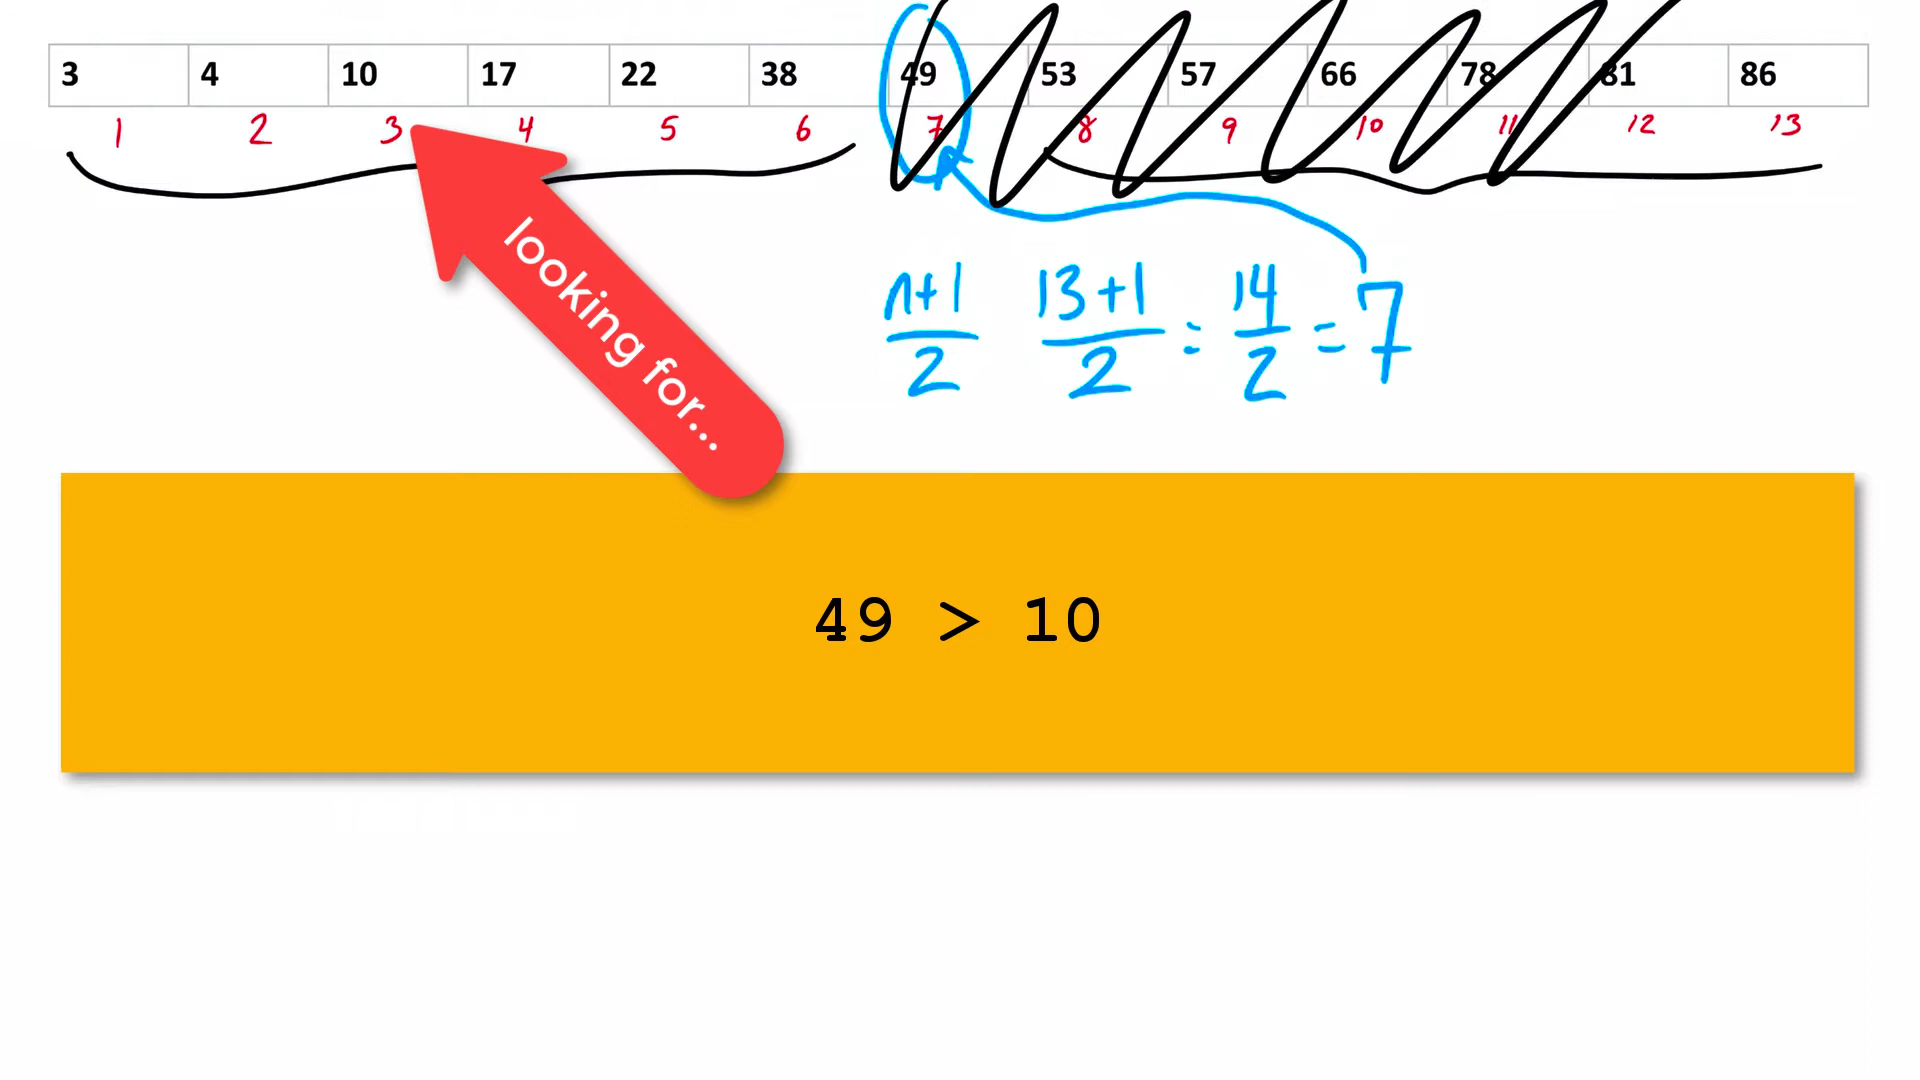 3 4 10 17 22 38 49 53 57 66 78 81 86
1 2 3 4 5 6 7 8 9 10 11 12 13
looking for...
n+1/2 13+1/2 = 14/2 = 7
49 > 10